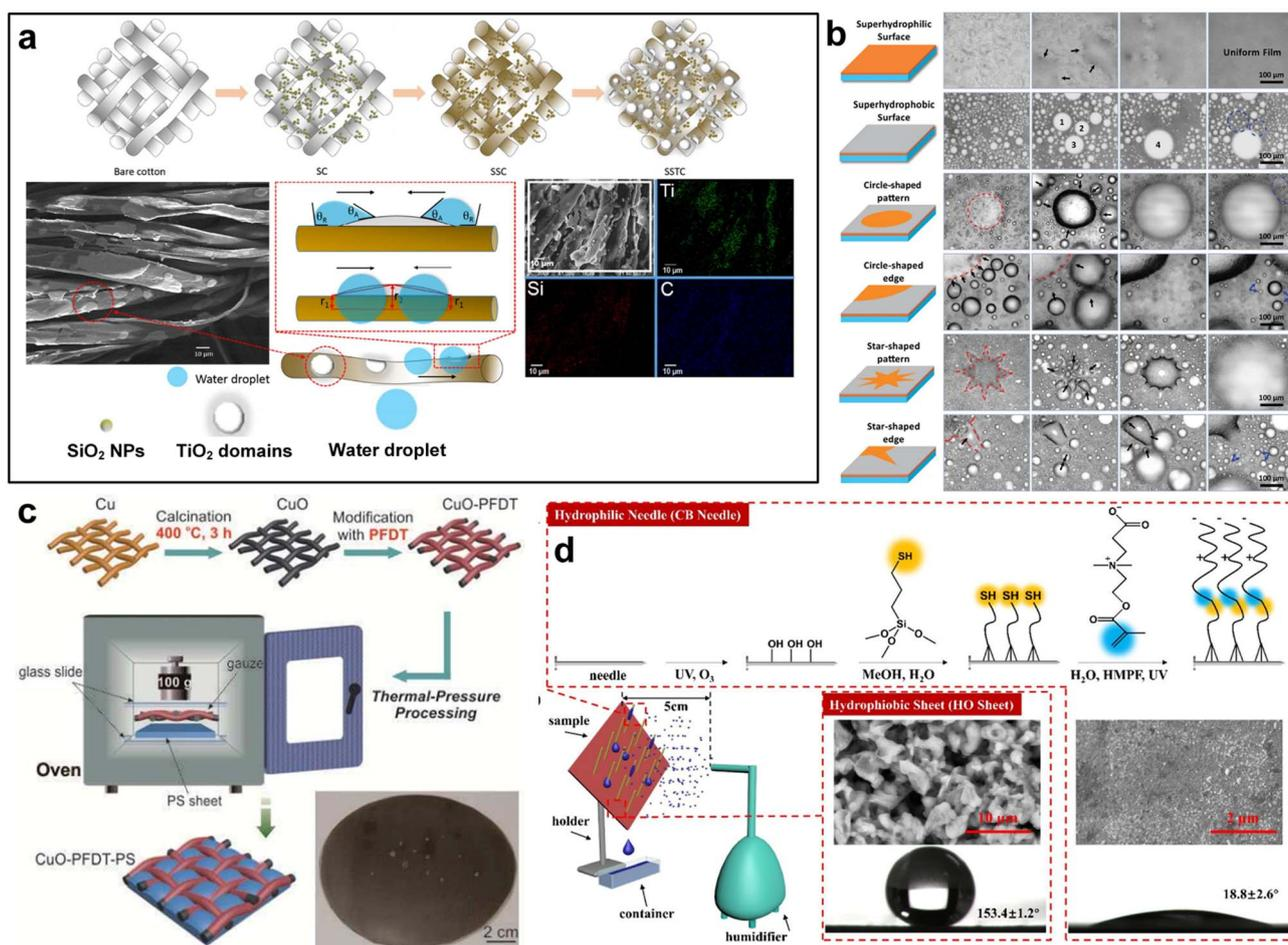 a
Bare cotton
SC
SSC
SSTC
10 μm
θR
θA
θA
θR
r1
r2
r1
10 μm
Ti
10 μm
Si
10 μm
C
10 μm
Water droplet
SiO2 NPs
TiO2 domains
Water droplet
b
Superhydrophilic
Surface
Uniform Film
100 μm
Superhydrophobic
Surface
1
2
3
4
100 μm
Circle-shaped
pattern
100 μm
Circle-shaped
edge
100 μm
Star-shaped
pattern
100 μm
Star-shaped
edge
100 μm
c
Cu
Calcination
400 °C, 3 h
CuO
Modification
with PFDT
CuO-PFDT
glass slide
gauze
100 g
Thermal-Pressure
Processing
Oven
PS sheet
CuO-PFDT-PS
2 cm
Hydrophilic Needle (CB Needle)
d
needle
UV, O3
OH OH OH
SH
Si
O
O
O
MeOH, H2O
SH SH SH
O-
O
N
+
O
O
H2O, HMPF, UV
- - -
+ + +
5cm
sample
holder
container
humidifier
Hydrophiobic Sheet (HO Sheet)
10 μm
153.4±1.2°
2 μm
18.8±2.6°